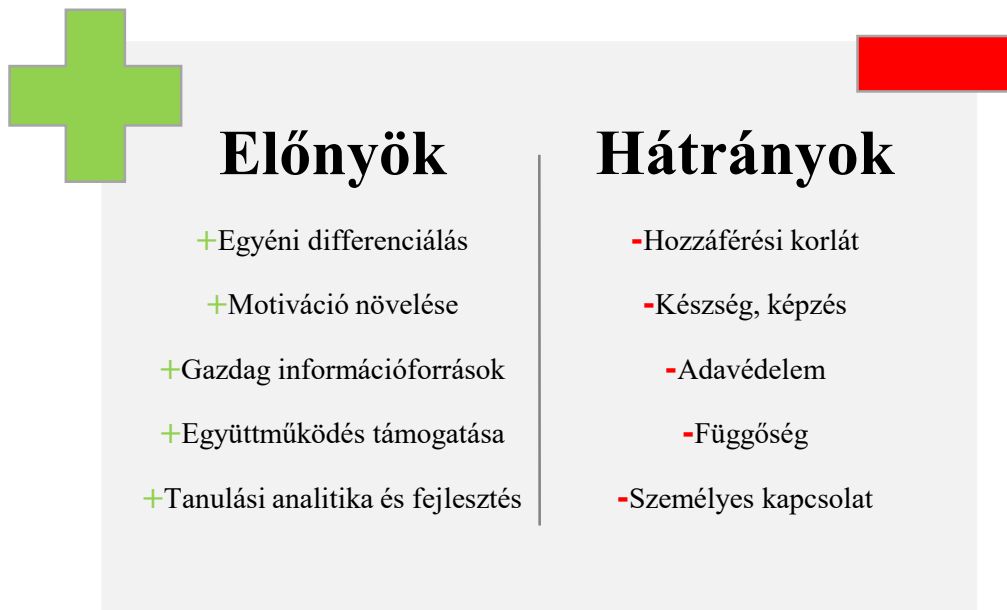 Előnyök
+Egyéni differenciálás
+Motiváció növelése
+Gazdag információforrások
+Együttműködés támogatása
+Tanulási analitika és fejlesztés
Hátrányok
-Hozzáférési korlát
-Készség, képzés
-Adavédelem
-Függőség
-Személyes kapcsolat